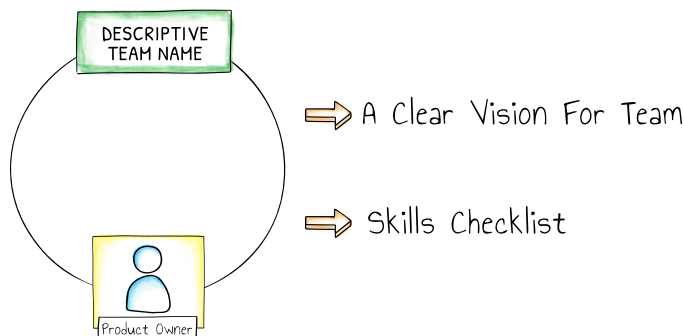 DESCRIPTIVE
TEAM NAME
A Clear Vision For Team
Skills Checklist
Product Owner